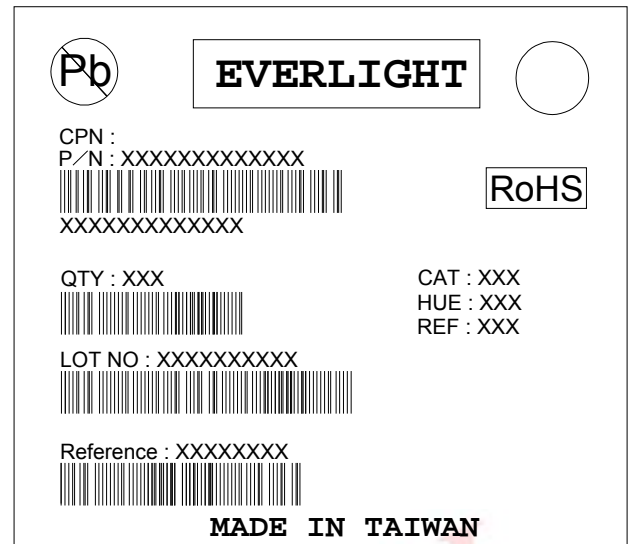 Pb
EVERLIGHT
CPN :
P/N : XXXXXXXXXXXXX
RoHS
XXXXXXXXXXXXX
QTY : XXX
CAT : XXX
HUE : XXX
REF : XXX
LOT NO : XXXXXXXXXX
Reference : XXXXXXXX
MADE IN TAIWAN